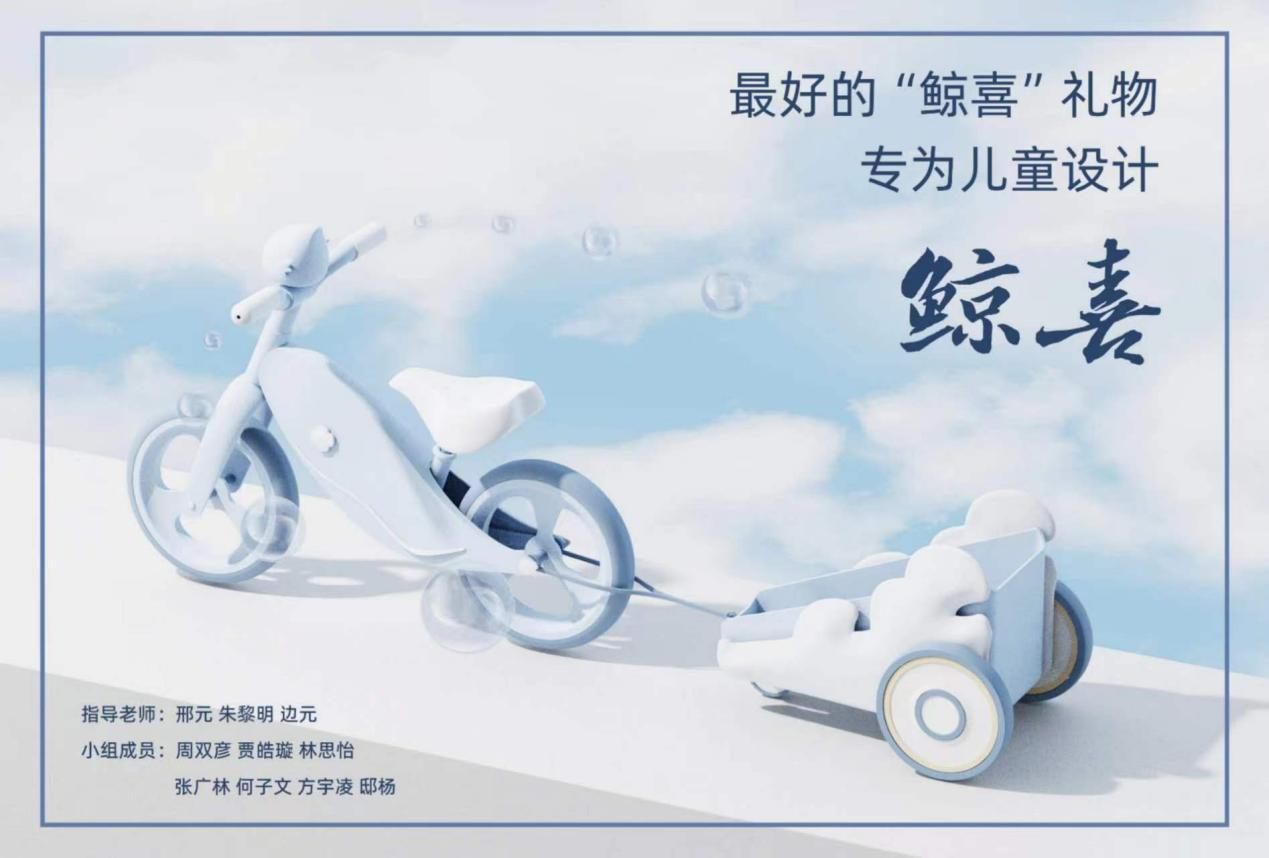 最好的“鲸喜”礼物
专为儿童设计
鲸喜
指导老师：邢元 朱黎明 边元
小组成员：周双彦 贾皓璇 林思怡
张广林 何子文 方宇凌 邸杨